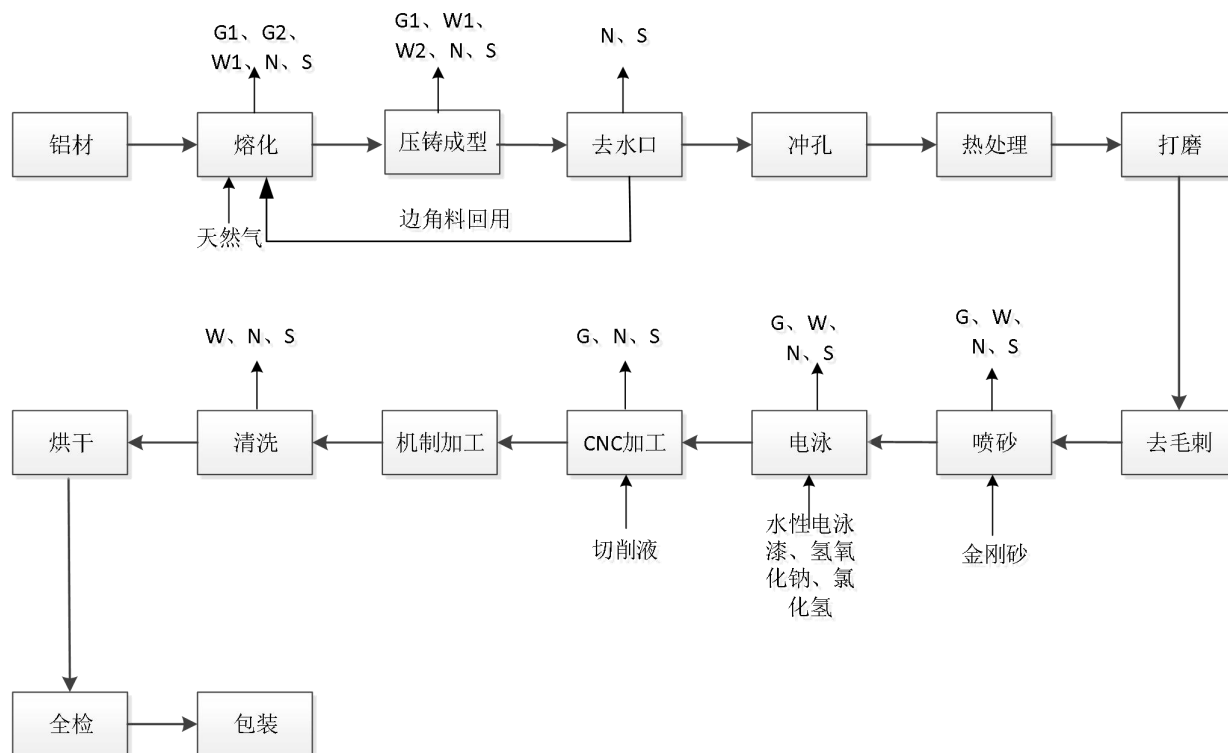 G1、G2、
W1、N、S
G1、W1、
W2、N、S
N、S
铝材
熔化
压铸成型
去水口
冲孔
热处理
打磨
天然气
边角料回用
W、N、S
G、N、S
G、W、
N、S
G、W、
N、S
烘干
清洗
机制加工
CNC加工
电泳
喷砂
去毛刺
切削液
水性电泳
漆、氢氧
化钠、氯
化氢
金刚砂
全检
包装